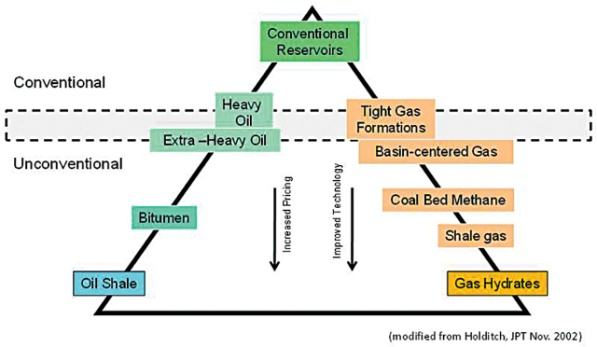 Conventional
Reservoirs
Conventional
Heavy
Oil
Tight Gas
Formations
Extra –Heavy Oil
Basin-centered Gas
Unconventional
Increased Pricing
Improved Technology
Coal Bed Methane
Bitumen
Shale gas
Oil Shale
Gas Hydrates
(modified from Holditch, JPT Nov. 2002)